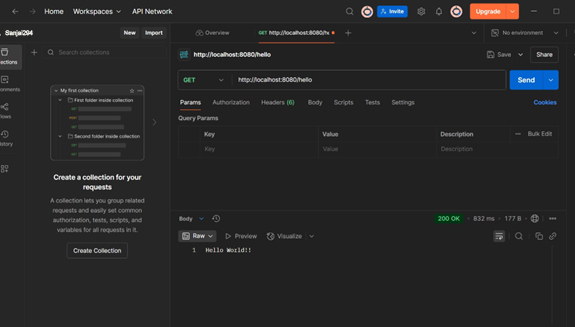 Home Workspaces API Network Invite Upgrade
Sanjai294 New Import Overview GET http://localhost:8080/he No environment
Search collections
http://localhost:8080/hello Save Share
GET http://localhost:8080/hello Send
My first collection
First folder inside collection
Second folder inside collection
Create a collection for your
requests
A collection lets you group related
requests and easily set common
authorization, tests, scripts, and
variables for all requests in it.
Create Collection
Params Authorization Headers (6) Body Scripts Tests Settings Cookies
Query Params
Key Value Description Bulk Edit
Key Value Description
Body 200 OK 832 ms 177 B
Raw Preview Visualize
1 Hello World!!